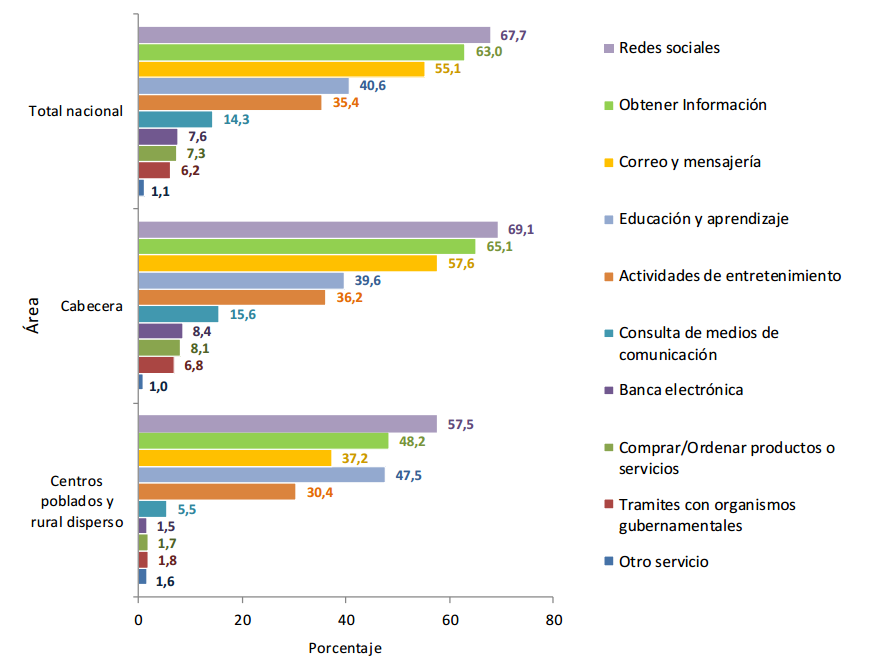 67,7
63,0
55,1
40,6
35,4
14,3
7,6
7,3
6,2
1,1
Total nacional
69,1
65,1
57,6
39,6
36,2
15,6
8,4
8,1
6,8
1,0
Cabecera
57,5
48,2
37,2
47,5
30,4
5,5
1,5
1,7
1,8
1,6
Centros
poblados y
rural disperso
Área
0
20
40
60
80
Porcentaje
Redes sociales
Obtener Información
Correo y mensajería
Educación y aprendizaje
Actividades de entretenimiento
Consulta de medios de
comunicación
Banca electrónica
Comprar/Ordenar productos o
servicios
Tramites con organismos
gubernamentales
Otro servicio